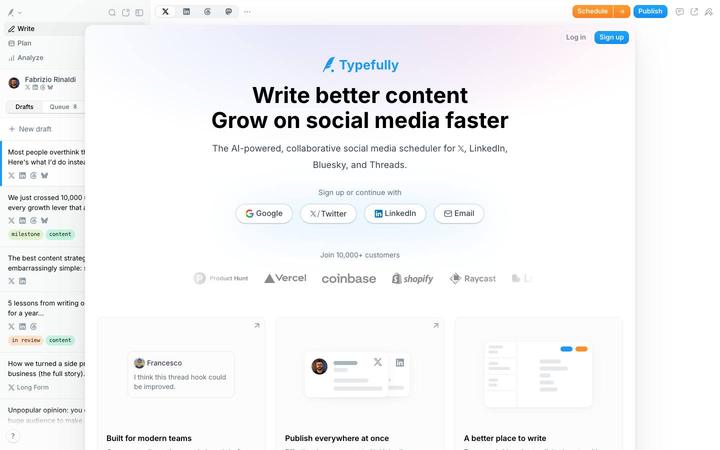 Schedule
Publish
Write
Plan
Analyze
Fabrizio Rinaldi
Drafts
Queue 8
New draft
Most people overthink
Here's what I'd do
We just crossed 10,000
every growth lever that
milestone
content
The best content
embarrassingly simple:
5 lessons from writing
for a year…
in review
content
How we turned a side
business (the full story).
Long Form
Unpopular opinion: you
huge audience to make
?
Log in
Sign up
Typefully
Write better content
Grow on social media faster
The AI-powered, collaborative social media scheduler for X, LinkedIn,
Bluesky, and Threads.
Sign up or continue with
Google
X/Twitter
LinkedIn
Email
Join 10,000+ customers
Product Hunt
Vercel
coinbase
shopify
Raycast
Francesco
I think this thread hook could
be improved.
Built for modern teams
Publish everywhere at once
A better place to write